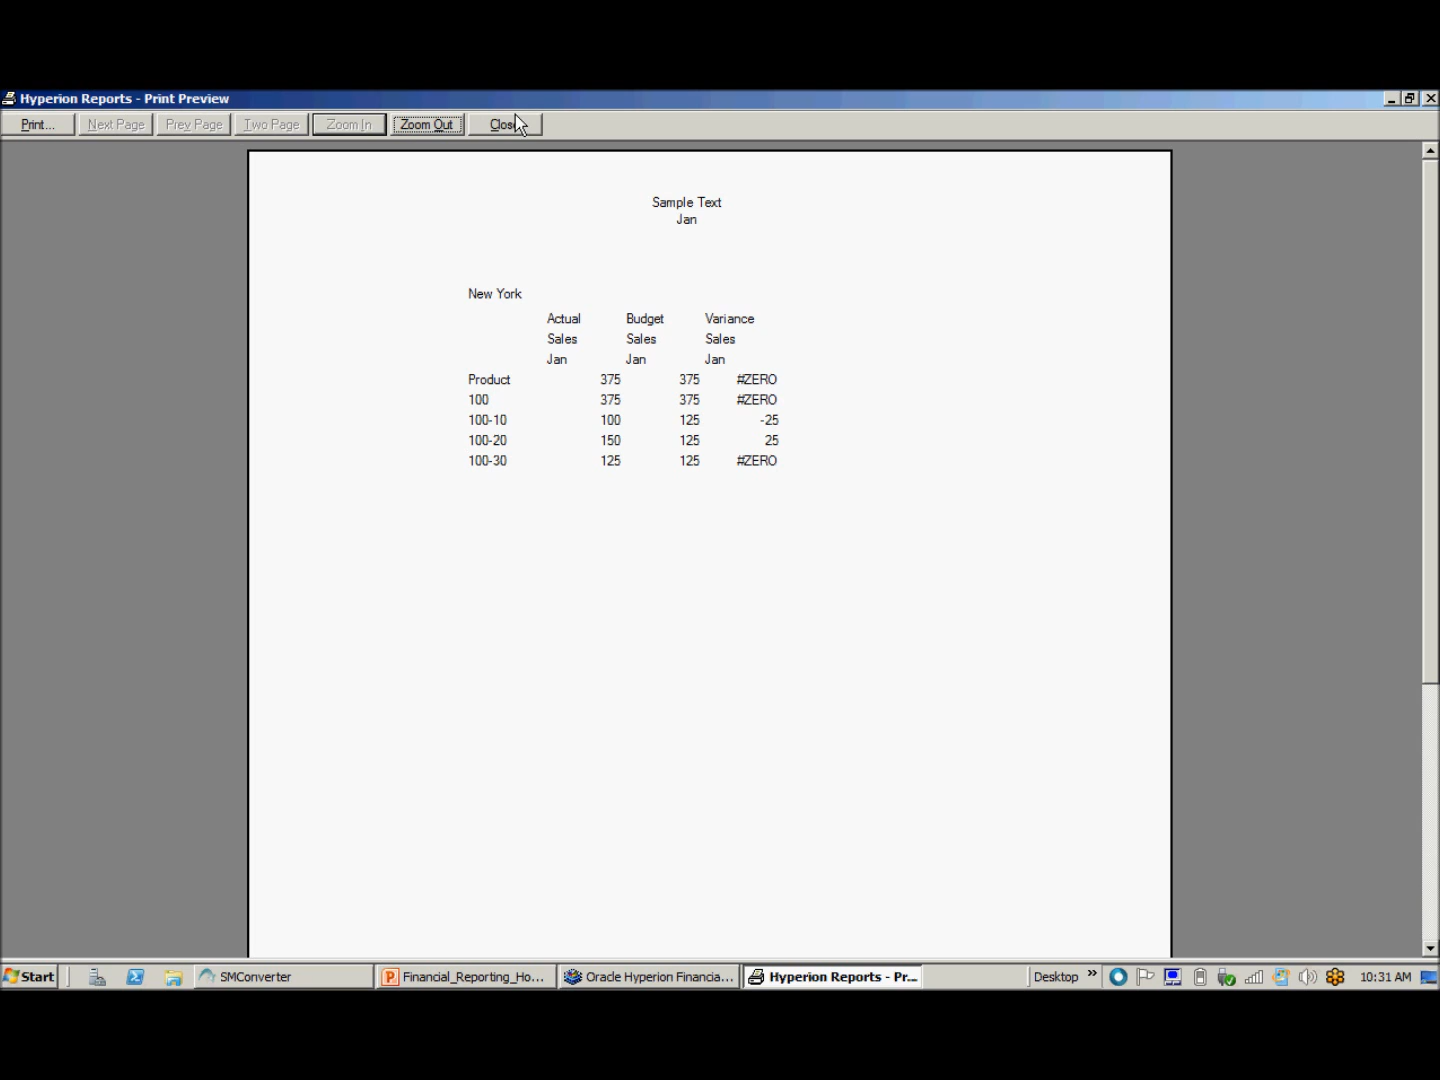 Hyperion Reports - Print Preview
Print... Next Page Prev Page Two Page Zoom In Zoom Out Close
Sample Text
Jan
New York
Actual Budget Variance
Sales Sales Sales
Jan Jan Jan
Product 375 375 #ZERO
100 375 375 #ZERO
100-10 100 125 -25
100-20 150 125 25
100-30 125 125 #ZERO
Start SMConverter Financial_Reporting_Ho... Oracle Hyperion Financia... Hyperion Reports - Pr... Desktop » 10:31 AM